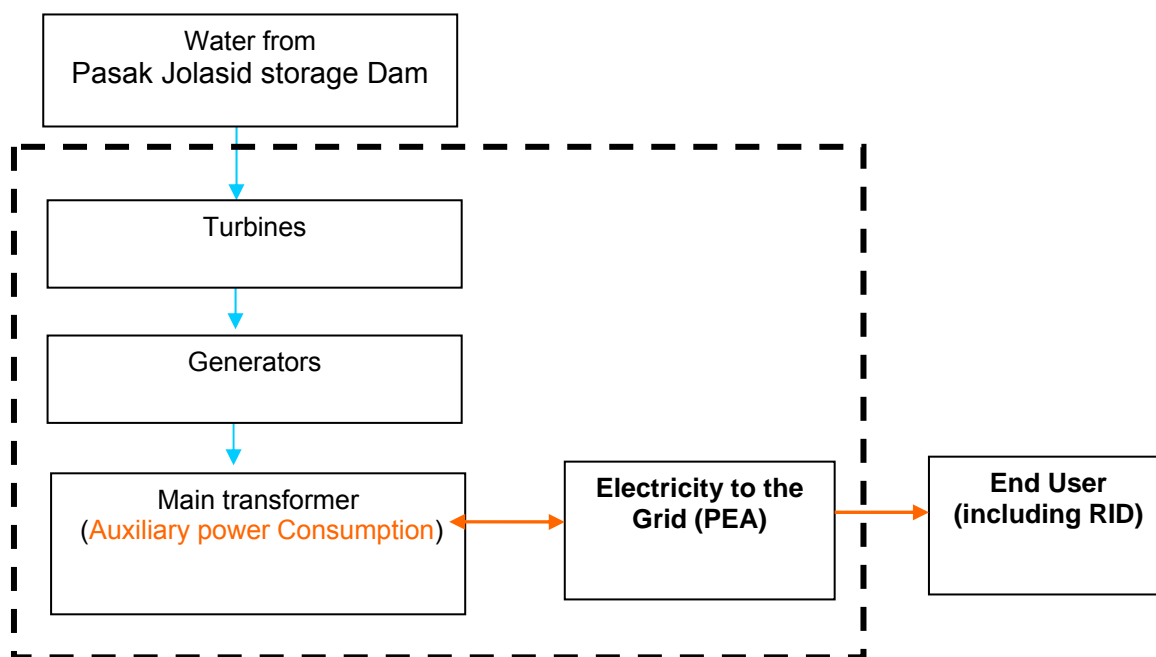 Water from
Pasak Jolasid storage Dam
Turbines
Generators
Main transformer
(Auxiliary power Consumption)
Electricity to the
Grid (PEA)
End User
(including RID)